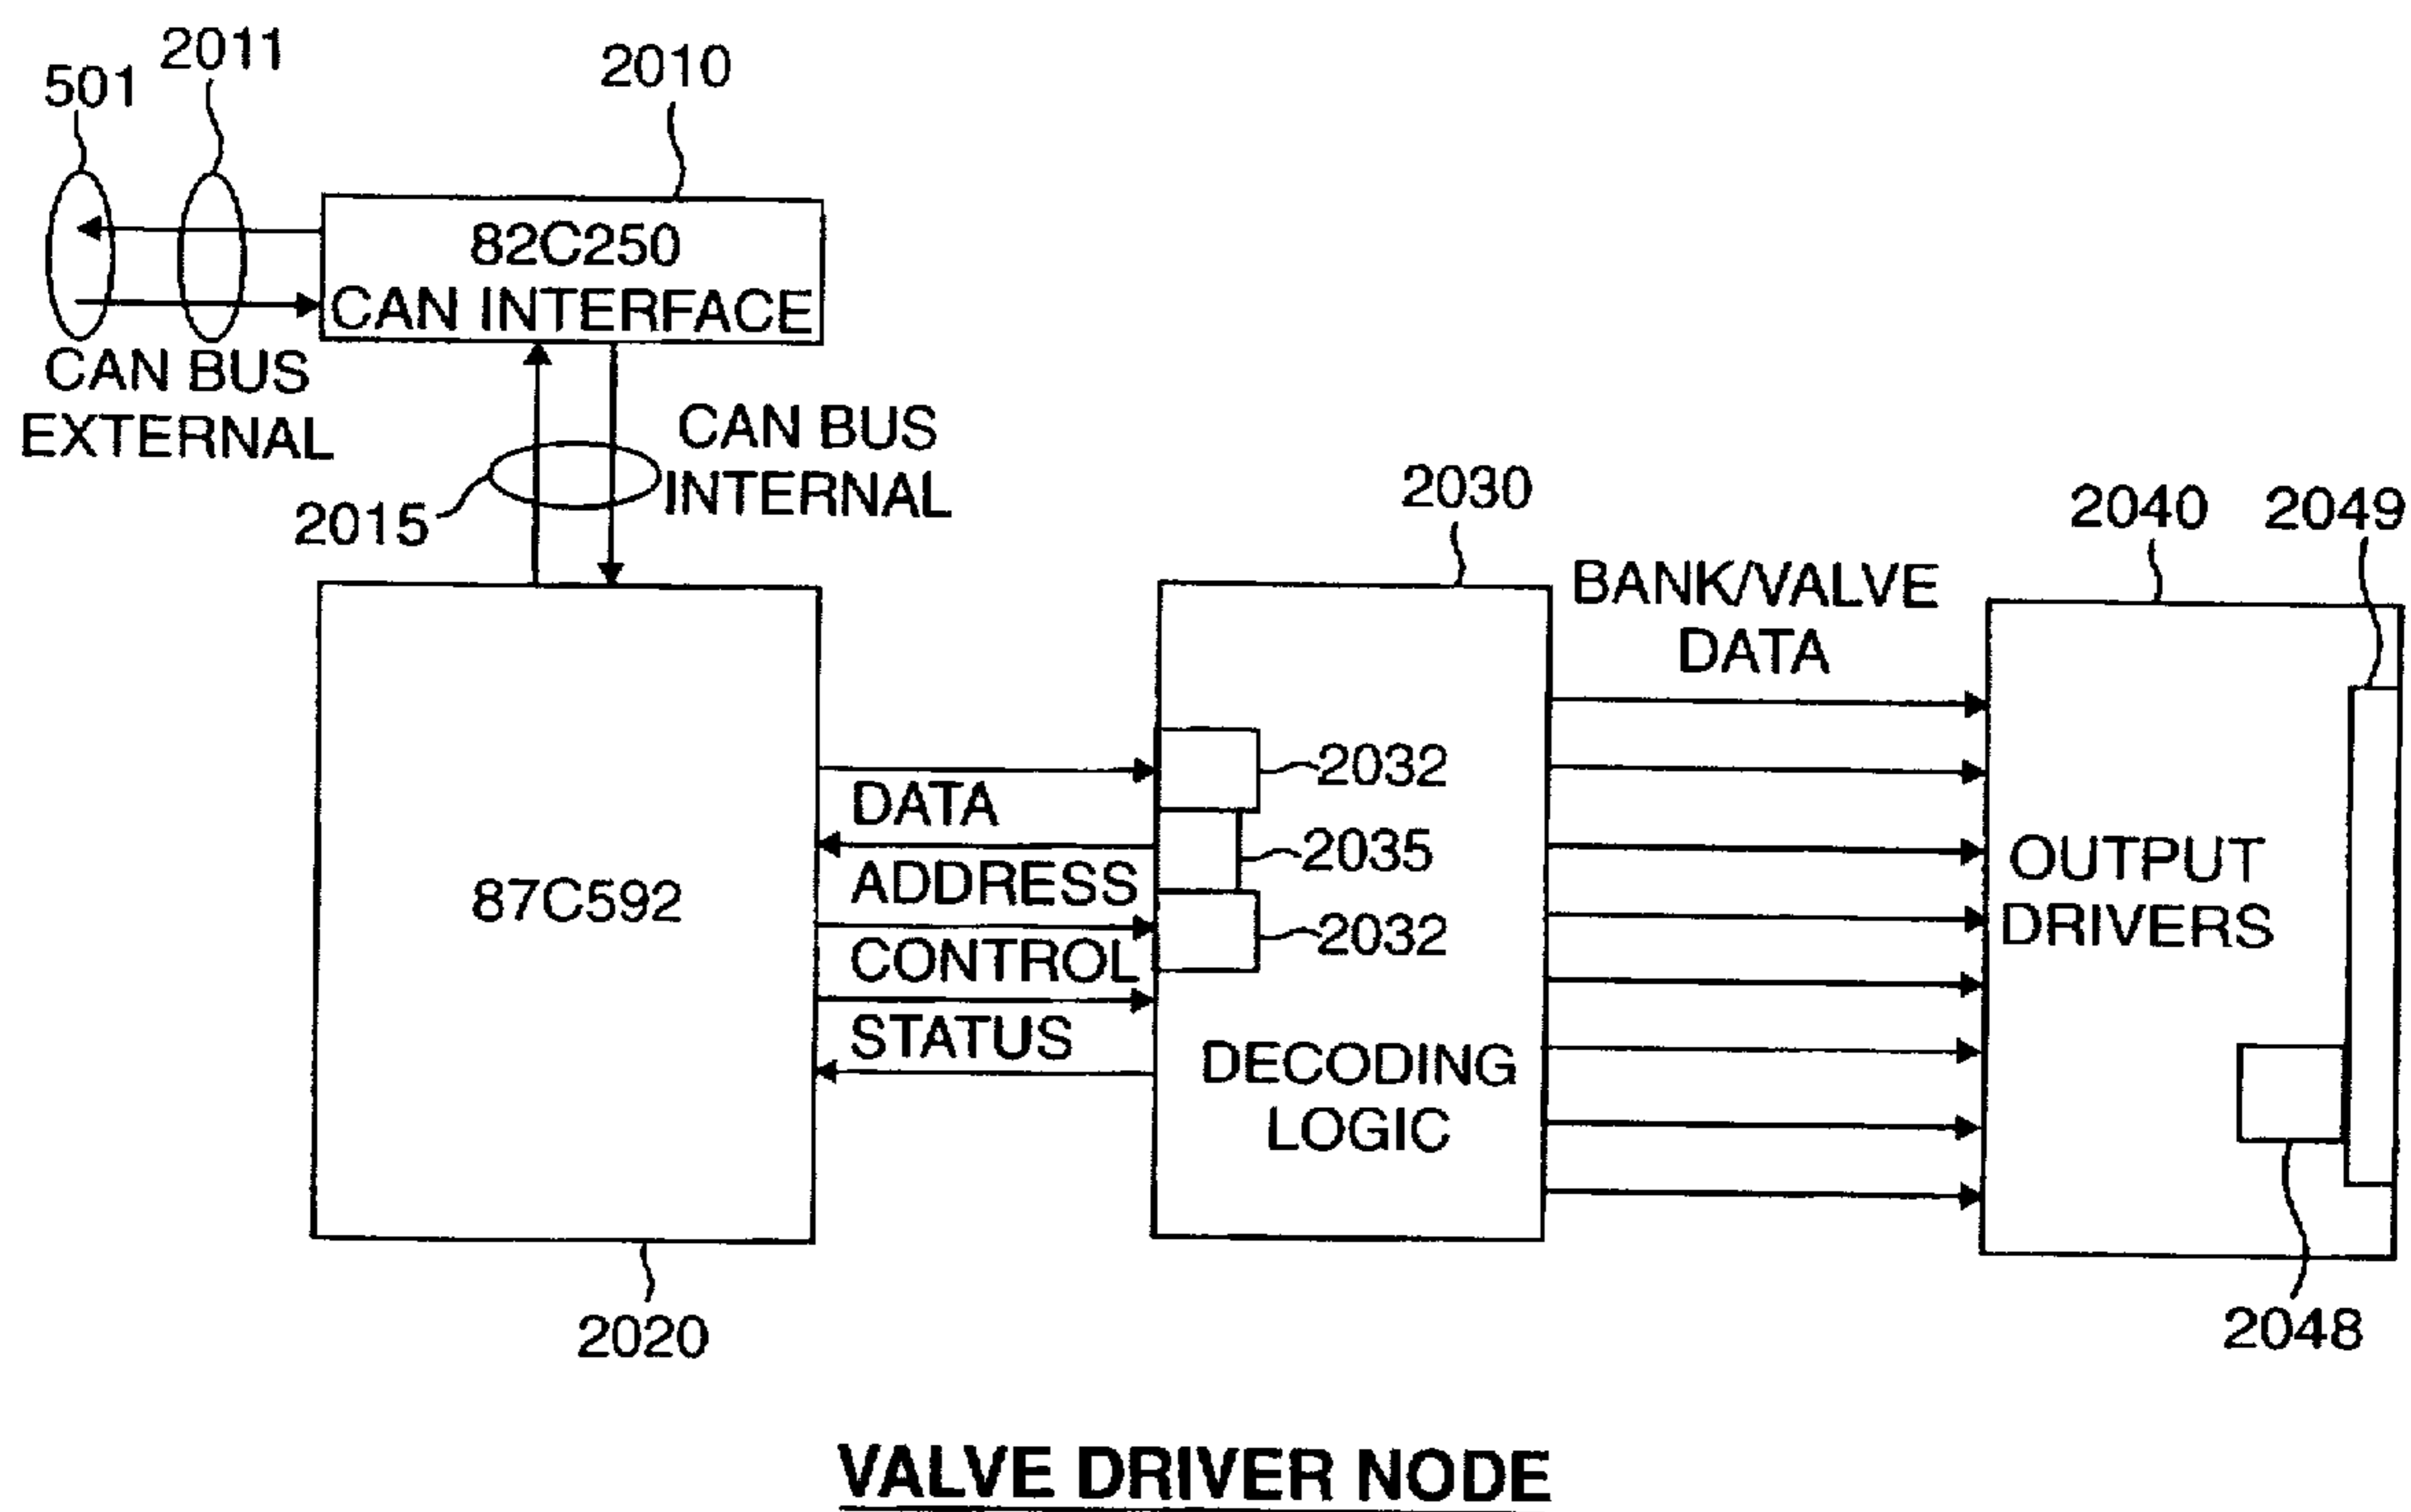 501
2011
2010
82C250
CAN INTERFACE
CAN BUS
EXTERNAL
CAN BUS
INTERNAL
2015
2030
2040
2049
BANK/VALVE
DATA
87C592
DATA
ADDRESS
CONTROL
STATUS
2032
2035
2032
DECODING
LOGIC
OUTPUT
DRIVERS
2020
2048
VALVE DRIVER NODE